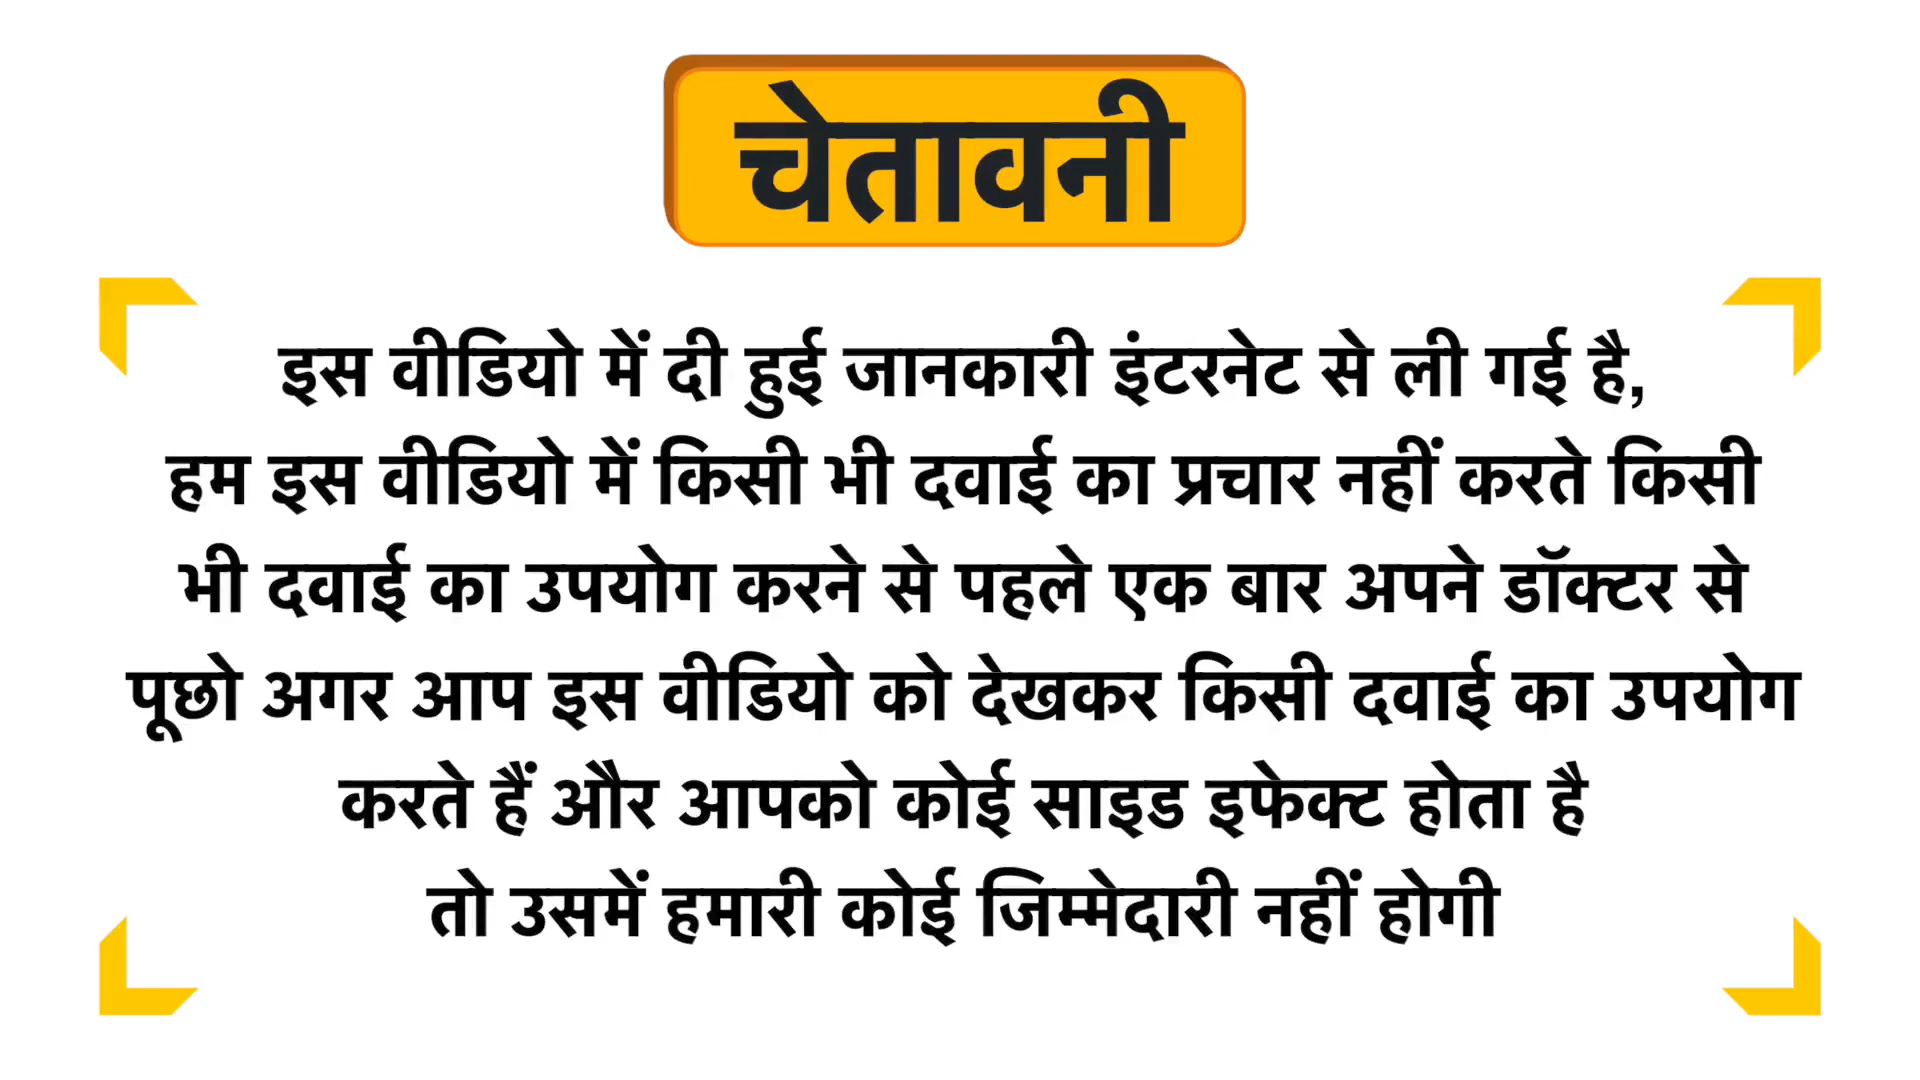 चेतावनी
इस वीडियो में दी हुई जानकारी इंटरनेट से ली गई है,
हम इस वीडियो में किसी भी दवाई का प्रचार नहीं करते किसी
भी दवाई का उपयोग करने से पहले एक बार अपने डॉक्टर से
पूछो अगर आप इस वीडियो को देखकर किसी दवाई का उपयोग
करते हैं और आपको कोई साइड इफेक्ट होता है
तो उसमें हमारी कोई जिम्मेदारी नहीं होगी